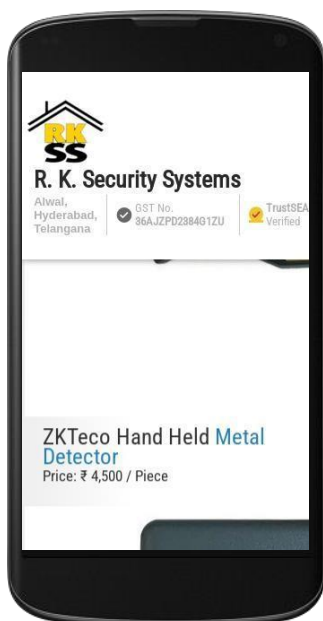 RK
SS
R. K. Security Systems
Alwal,
Hyderabad,
Telangana
GST No.
36AJZPD2384G1ZU
TrustSEA
Verified
ZKTeco Hand Held Metal
Detector
Price: ₹ 4,500 / Piece